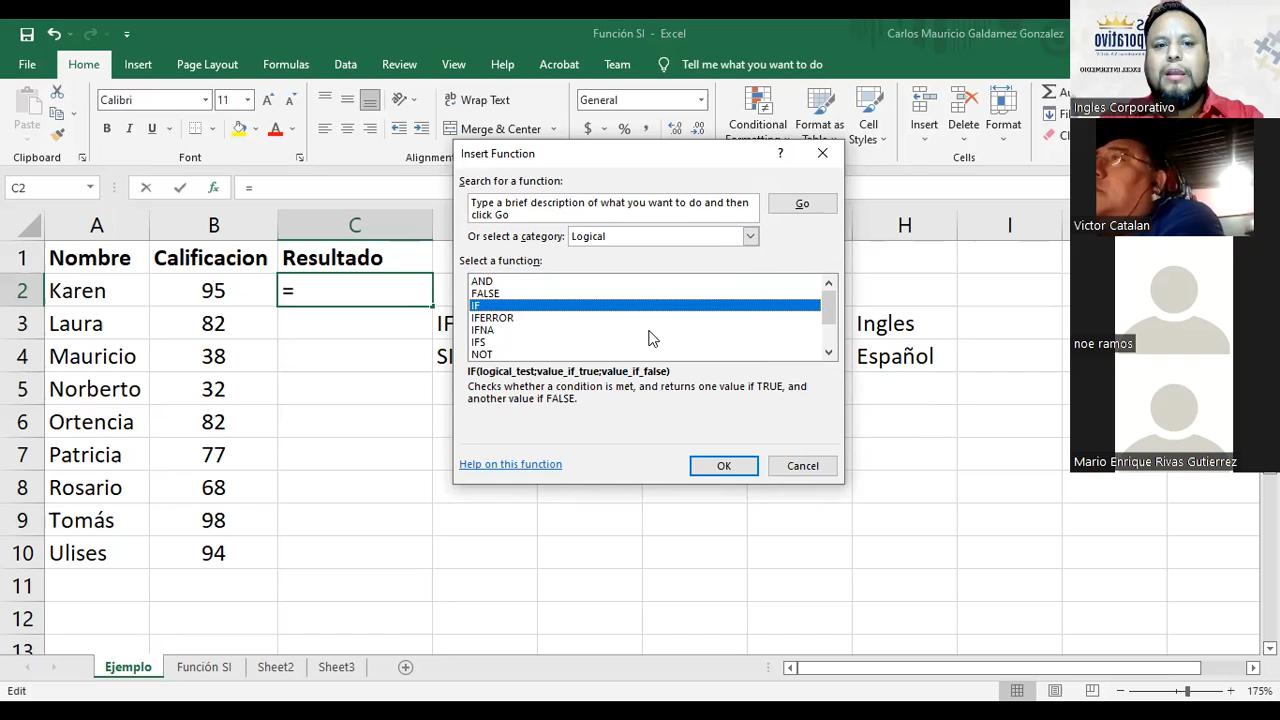 Función SI - Excel
Carlos Mauricio Galdamez Gonzalez
File Home Insert Page Layout Formulas Data Review View Help Acrobat Team Tell me what you want to do
Paste
Calibri 11
B I U
A
Wrap Text
Merge & Center
General
$ %
Conditional
Format as
Table
Cell
Styles
Insert
Delete
Format
Clipboard
Font
Cells
C2
fx
=
Insert Function
? 
Search for a function:
Type a brief description of what you want to do and then
click Go
Go
Or select a category: Logical
Select a function:
AND
FALSE
IF
IFERROR
IFNA
IFS
NOT
IF(logical_test;value_if_true;value_if_false)
Checks whether a condition is met, and returns one value if TRUE, and
another value if FALSE.
Help on this function
OK
Cancel
A B C H I
1 Nombre Calificacion Resultado
2 Karen 95 =
3 Laura 82 IF Ingles
4 Mauricio 38 SI Español
5 Norberto 32
6 Ortencia 82
7 Patricia 77
8 Rosario 68
9 Tomás 98
10 Ulises 94
11
12
13
Ejemplo Función SI Sheet2 Sheet3
Edit
175%
Ingles Corporativo
Victor Catalan
noe ramos
Mario Enrique Rivas Gutierrez